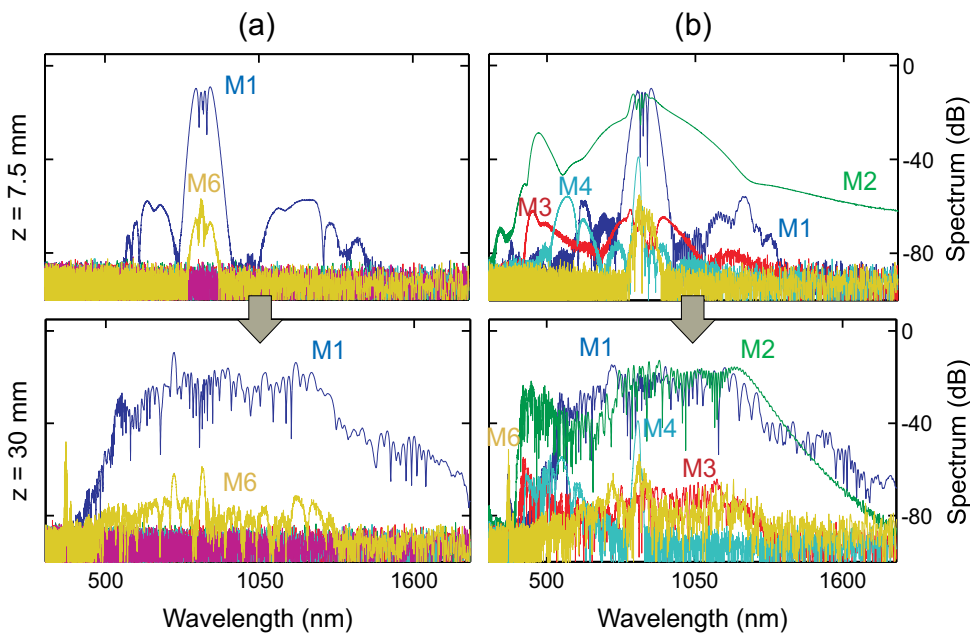 (a) (b)
z = 7.5 mm
M1
M6
M3
M4
M2
M1
0
-40
-80
Spectrum (dB)
z = 30 mm
M1
M6
M6
M1
M2
M4
M3
0
-40
-80
Spectrum (dB)
500 1050 1600 500 1050 1600
Wavelength (nm) Wavelength (nm)